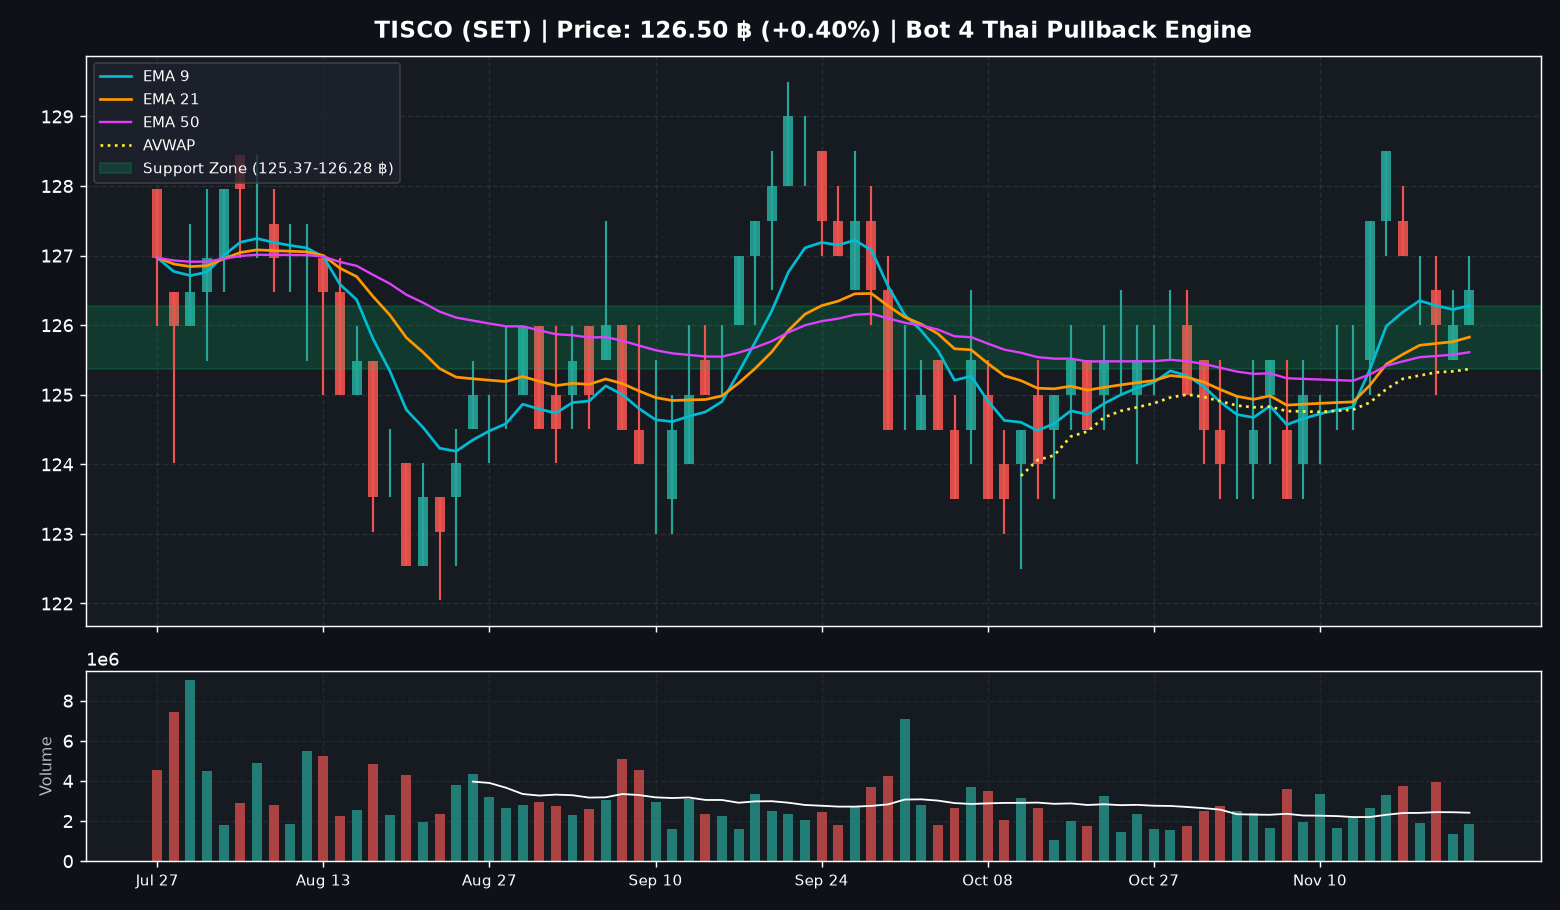 TISCO (SET) | Price: 126.50 ฿ (+0.40%) | Bot 4 Thai Pullback Engine
EMA 9
EMA 21
EMA 50
AVWAP
Support Zone (125.37-126.28 ฿)
129
128
127
126
125
124
123
122
1e6
8
6
4
2
0
Volume
Jul 27
Aug 13
Aug 27
Sep 10
Sep 24
Oct 08
Oct 27
Nov 10